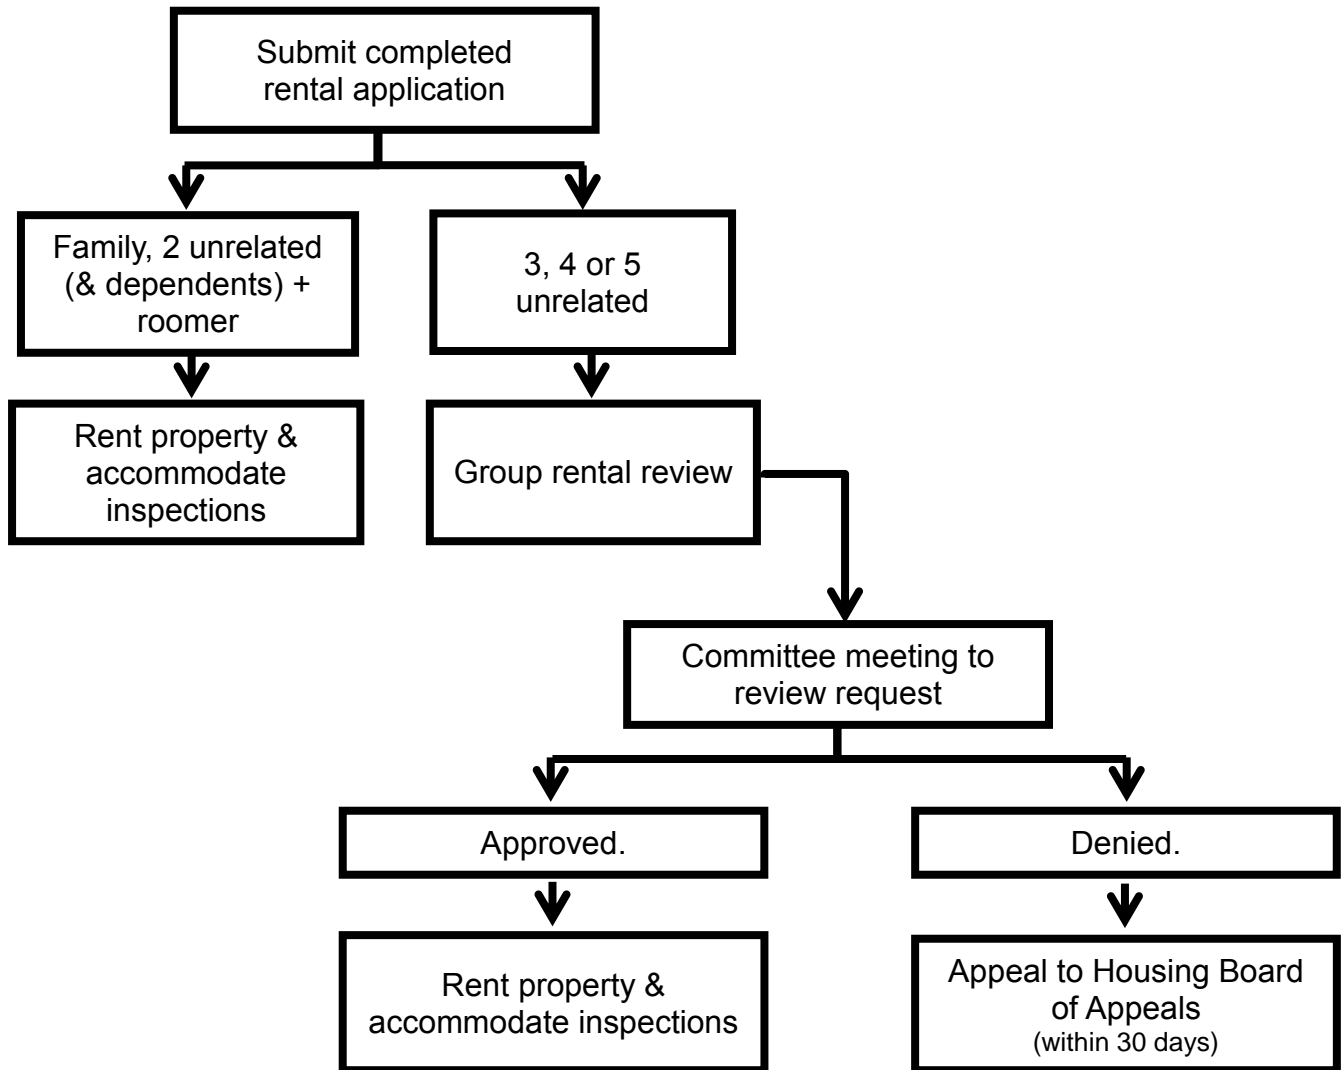 Submit completed
rental application
Family, 2 unrelated
(& dependents) +
roomer
3, 4 or 5
unrelated
Rent property &
accommodate
inspections
Group rental review
Committee meeting to
review request
Approved.
Denied.
Rent property &
accommodate inspections
Appeal to Housing Board
of Appeals
(within 30 days)